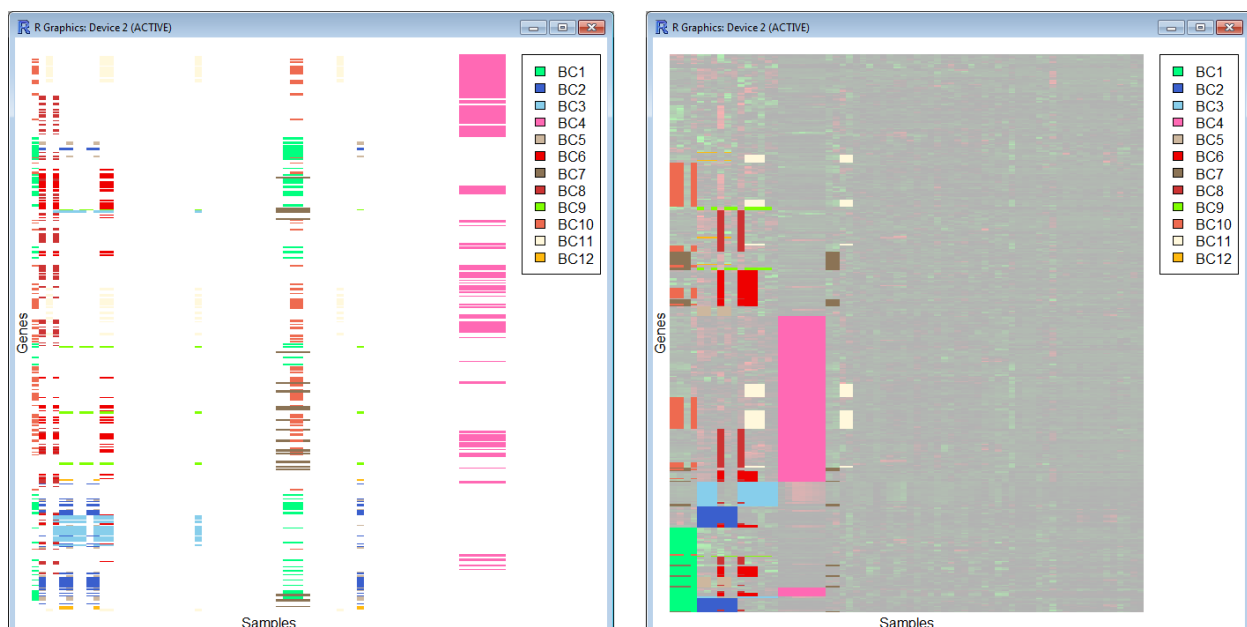 R Graphics: Device 2 (ACTIVE)
BC1
BC2
BC3
BC4
BC5
BC6
BC7
BC8
BC9
BC10
BC11
BC12
Genes
Samples
R Graphics: Device 2 (ACTIVE)
BC1
BC2
BC3
BC4
BC5
BC6
BC7
BC8
BC9
BC10
BC11
BC12
Genes
Samples